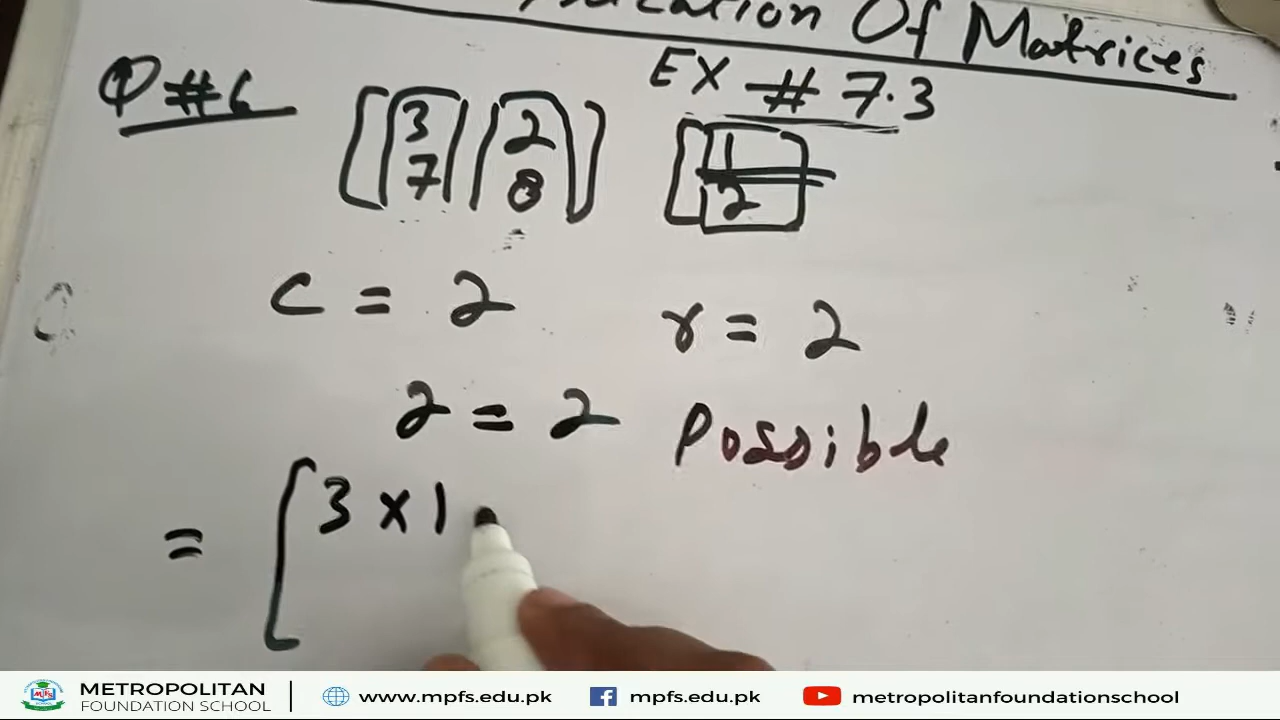 Of Matrices
Q#6
EX # 7.3
[3 2] [1]
[7 8] [2]
c = 2 r = 2
2 = 2 Possible
= [ 3 × 1
METROPOLITAN
FOUNDATION SCHOOL
www.mpfs.edu.pk
mpfs.edu.pk
metropolitanfoundationschool